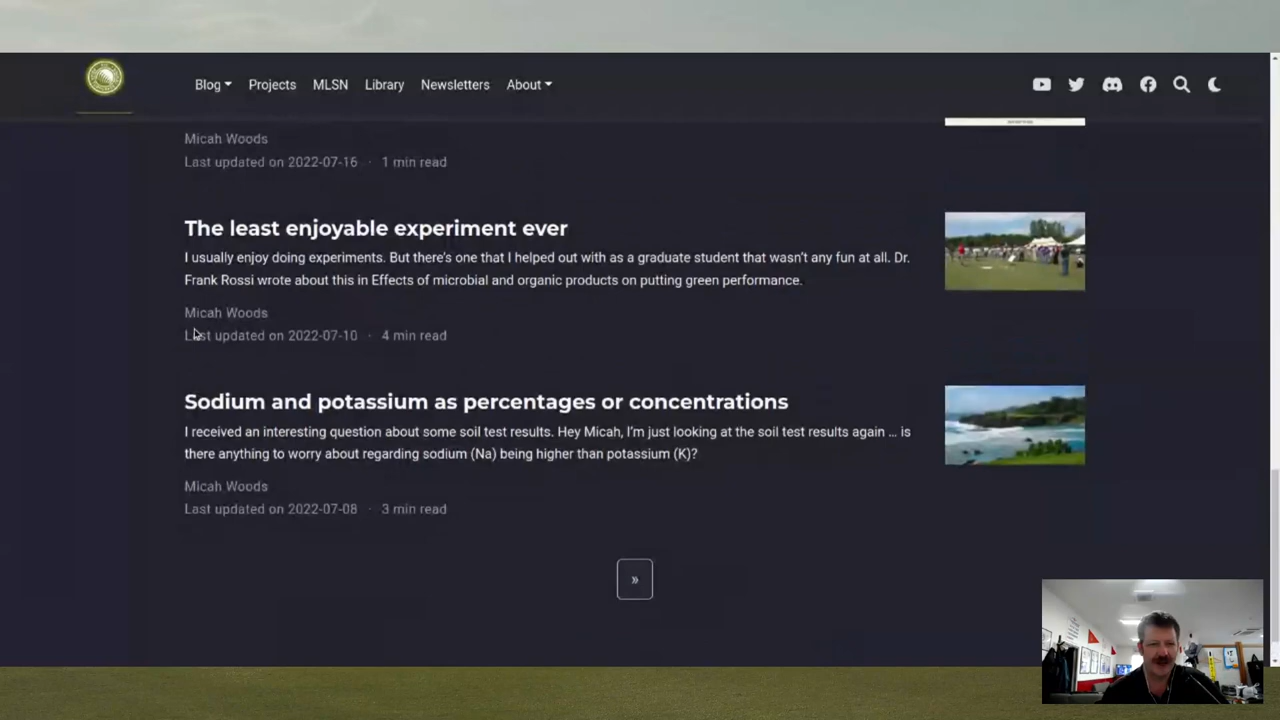 Blog Projects MLSN Library Newsletters About
Micah Woods
Last updated on 2022-07-16 · 1 min read
The least enjoyable experiment ever
I usually enjoy doing experiments. But there's one that I helped out with as a graduate student that wasn't any fun at all. Dr.
Frank Rossi wrote about this in Effects of microbial and organic products on putting green performance.
Micah Woods
Last updated on 2022-07-10 · 4 min read
Sodium and potassium as percentages or concentrations
I received an interesting question about some soil test results. Hey Micah, I'm just looking at the soil test results again … is
there anything to worry about regarding sodium (Na) being higher than potassium (K)?
Micah Woods
Last updated on 2022-07-08 · 3 min read
»